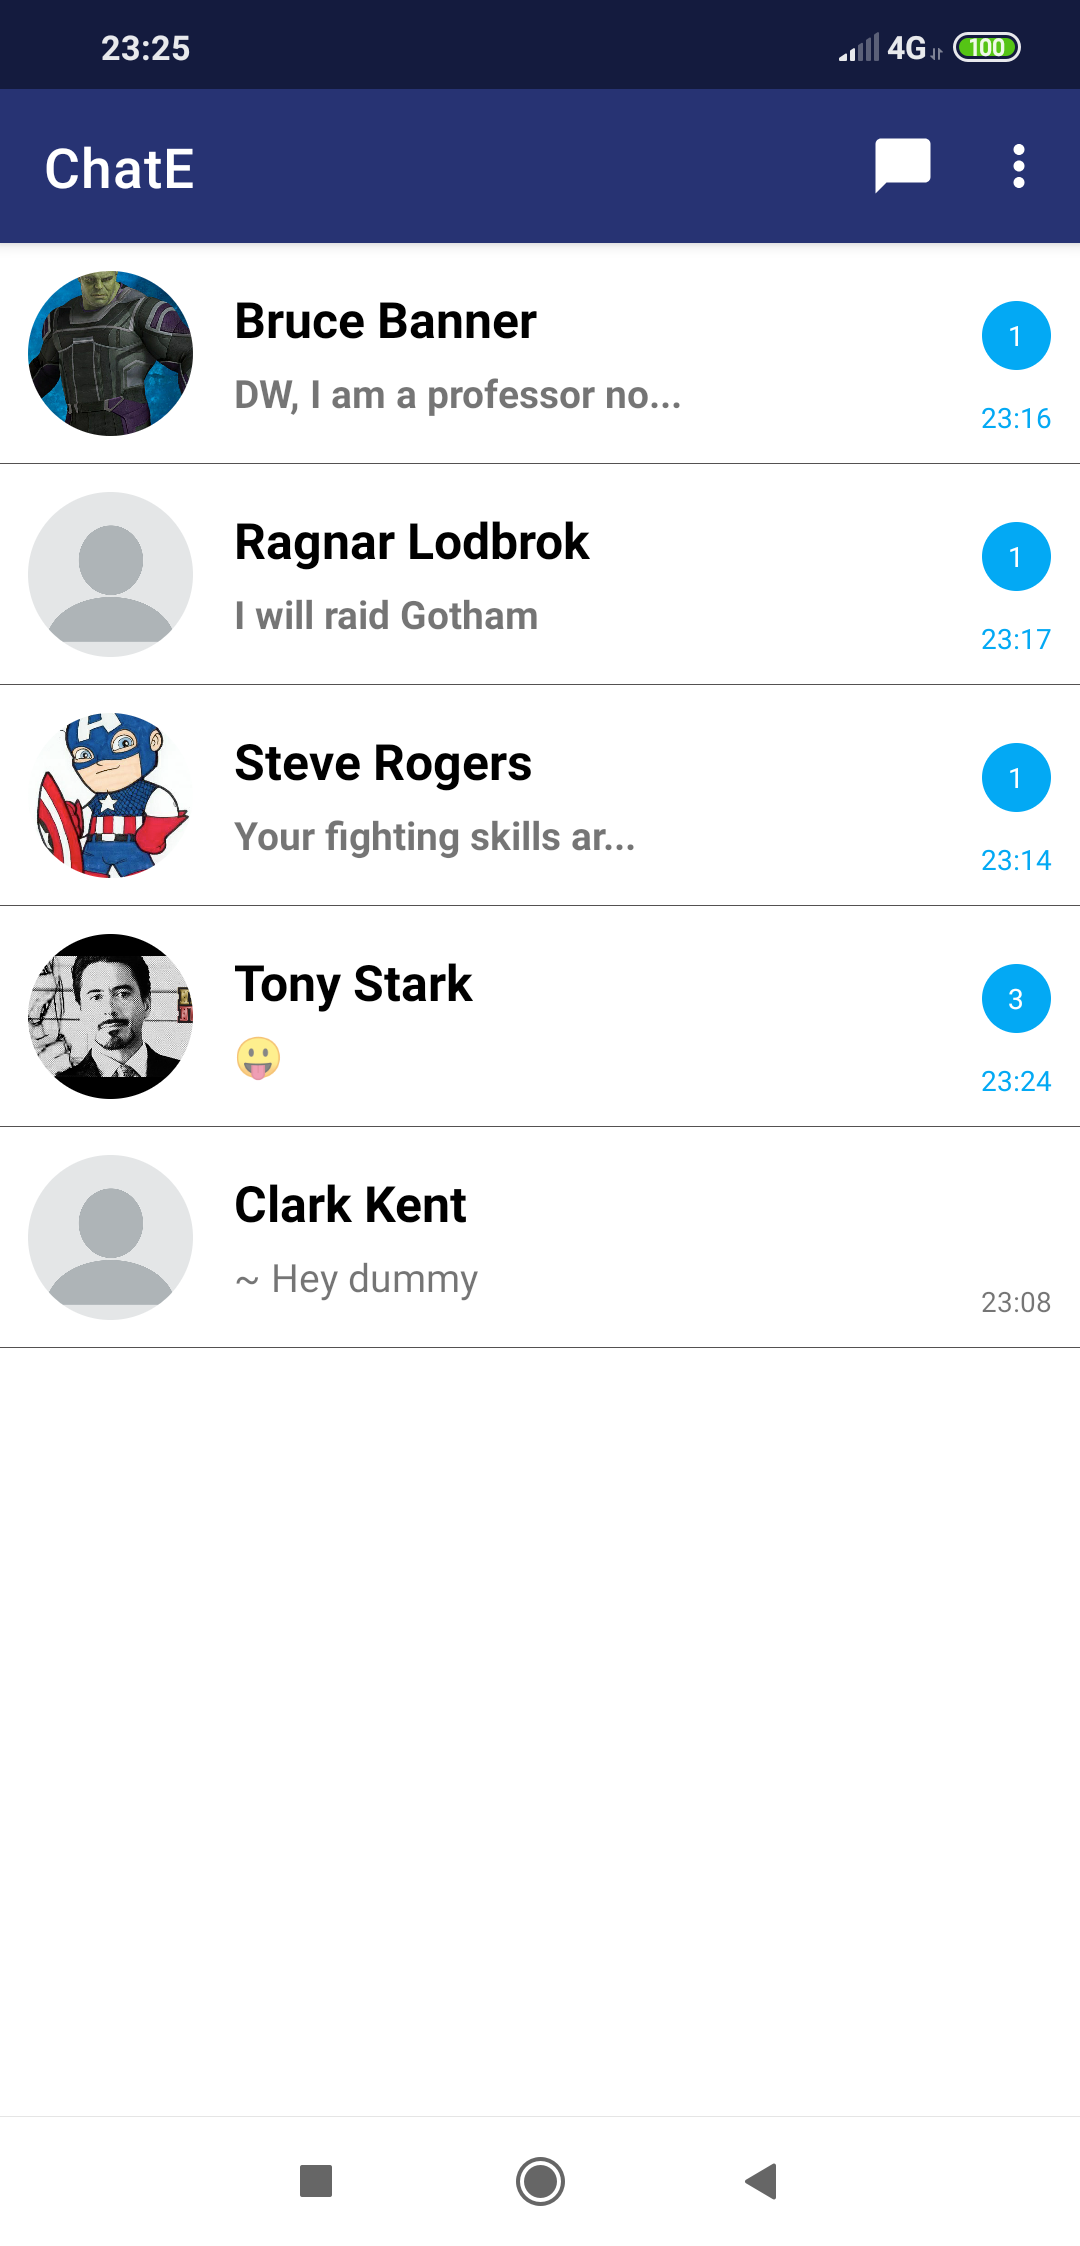 23:25 4G 100
ChatE
Bruce Banner 1
DW, I am a professor no... 23:16
Ragnar Lodbrok 1
I will raid Gotham 23:17
Steve Rogers 1
Your fighting skills ar... 23:14
Tony Stark 3
😛 23:24
Clark Kent
~ Hey dummy 23:08